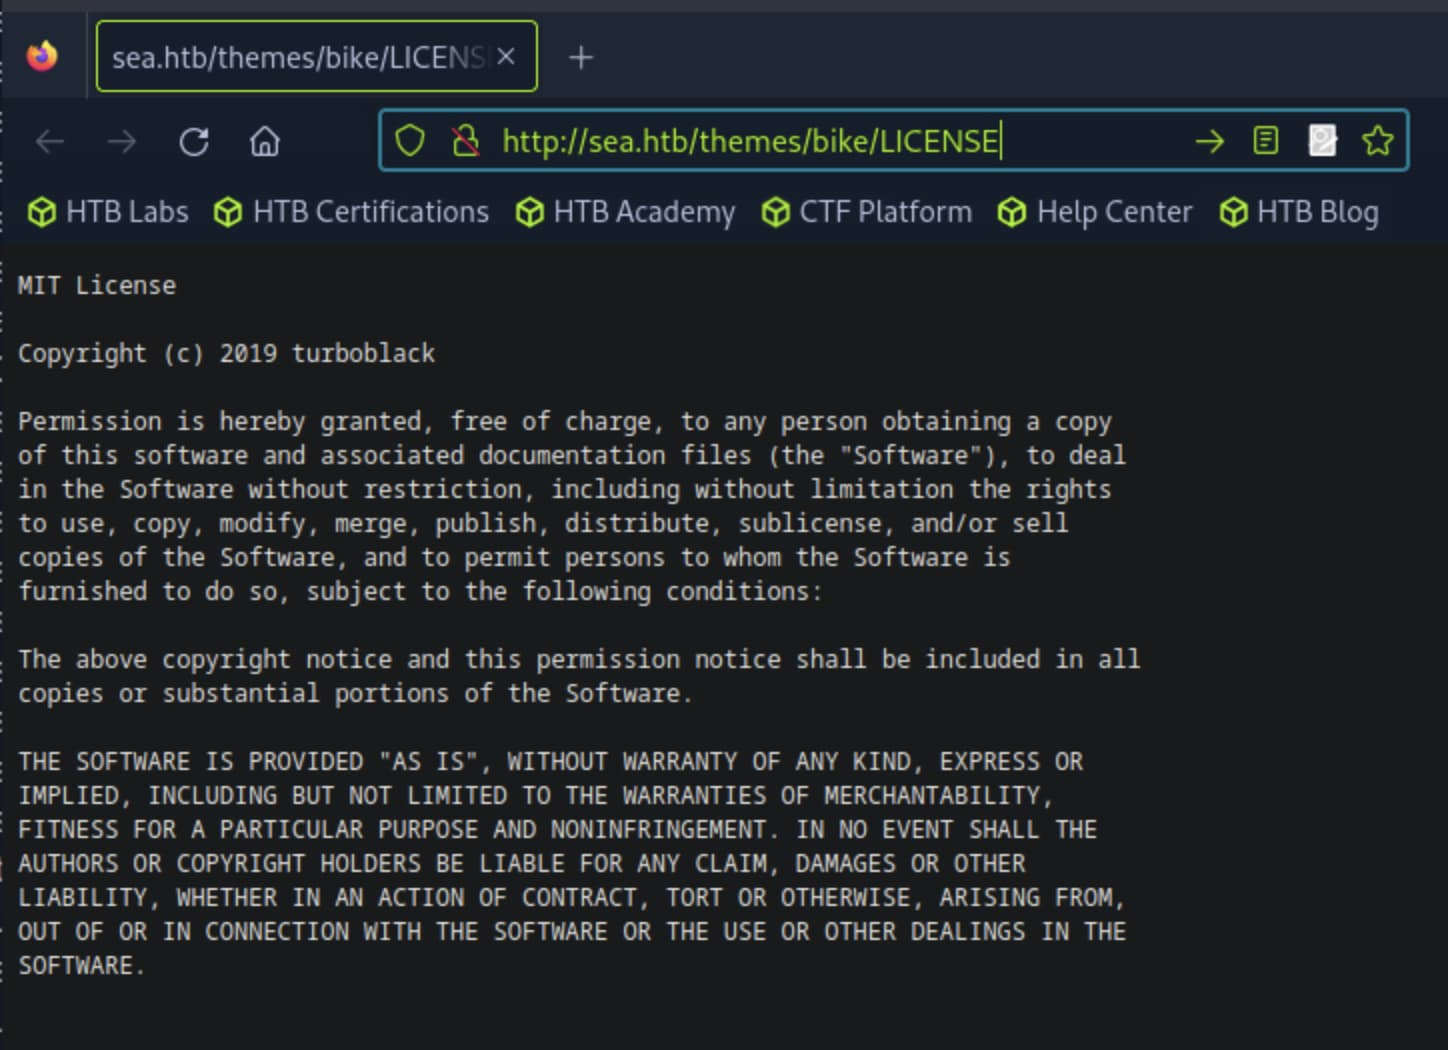 sea.htb/themes/bike/LICENS
http://sea.htb/themes/bike/LICENSE
HTB Labs HTB Certifications HTB Academy CTF Platform Help Center HTB Blog
MIT License
Copyright (c) 2019 turboblack
Permission is hereby granted, free of charge, to any person obtaining a copy
of this software and associated documentation files (the "Software"), to deal
in the Software without restriction, including without limitation the rights
to use, copy, modify, merge, publish, distribute, sublicense, and/or sell
copies of the Software, and to permit persons to whom the Software is
furnished to do so, subject to the following conditions:
The above copyright notice and this permission notice shall be included in all
copies or substantial portions of the Software.
THE SOFTWARE IS PROVIDED "AS IS", WITHOUT WARRANTY OF ANY KIND, EXPRESS OR
IMPLIED, INCLUDING BUT NOT LIMITED TO THE WARRANTIES OF MERCHANTABILITY,
FITNESS FOR A PARTICULAR PURPOSE AND NONINFRINGEMENT. IN NO EVENT SHALL THE
AUTHORS OR COPYRIGHT HOLDERS BE LIABLE FOR ANY CLAIM, DAMAGES OR OTHER
LIABILITY, WHETHER IN AN ACTION OF CONTRACT, TORT OR OTHERWISE, ARISING FROM,
OUT OF OR IN CONNECTION WITH THE SOFTWARE OR THE USE OR OTHER DEALINGS IN THE
SOFTWARE.